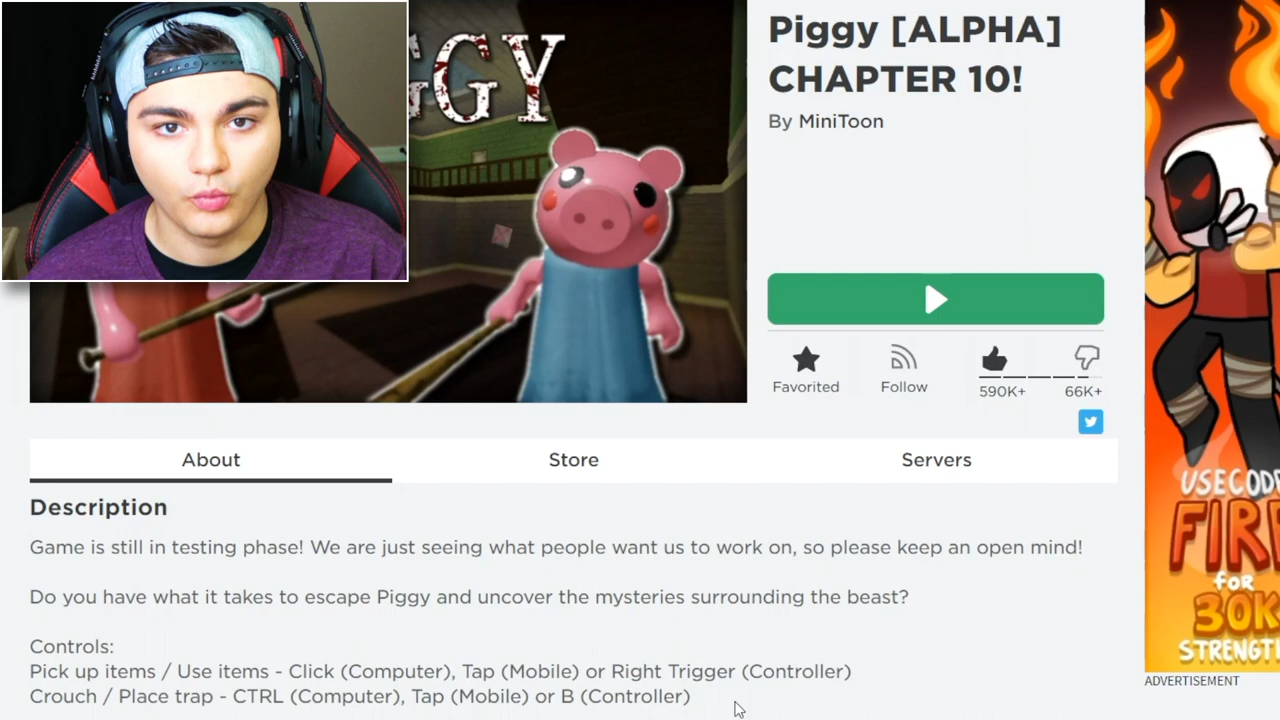 GGY
Piggy [ALPHA]
CHAPTER 10!
By MiniToon
Favorited
Follow
590K+
66K+
About
Store
Servers
Description
Game is still in testing phase! We are just seeing what people want us to work on, so please keep an open mind!
Do you have what it takes to escape Piggy and uncover the mysteries surrounding the beast?
Controls:
Pick up items / Use items - Click (Computer), Tap (Mobile) or Right Trigger (Controller)
Crouch / Place trap - CTRL (Computer), Tap (Mobile) or B (Controller)
USE CODE
FIR
FOR
30K
STRENGT
ADVERTISEMENT